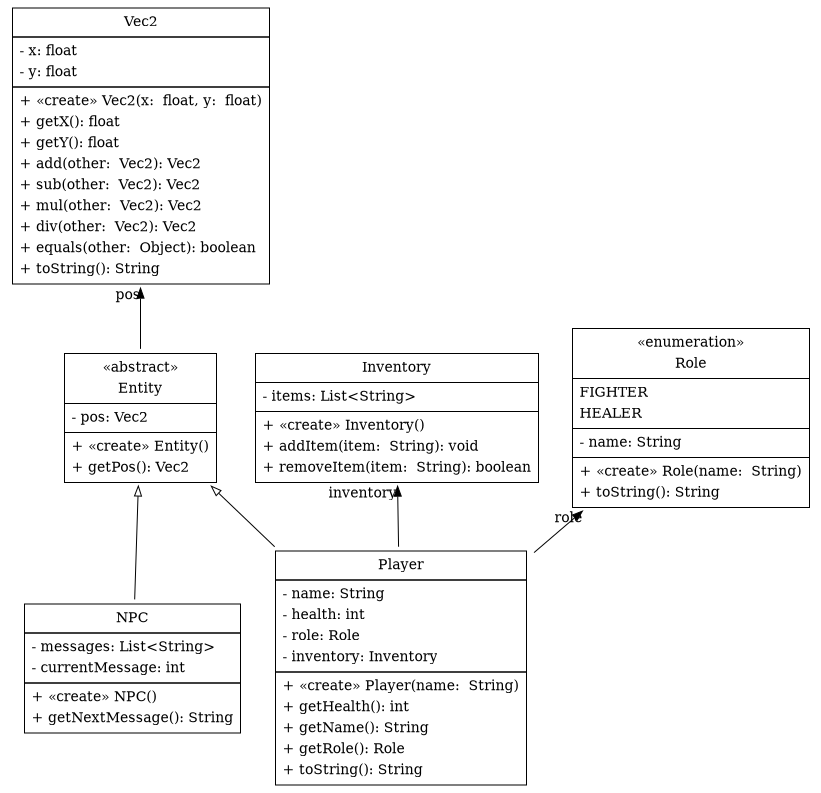 Vec2
- x: float
- y: float
+ «create» Vec2(x:  float, y:  float)
+ getX(): float
+ getY(): float
+ add(other:  Vec2): Vec2
+ sub(other:  Vec2): Vec2
+ mul(other:  Vec2): Vec2
+ div(other:  Vec2): Vec2
+ equals(other:  Object): boolean
+ toString(): String
pos
«abstract»
Entity
- pos: Vec2
+ «create» Entity()
+ getPos(): Vec2
Inventory
- items: List<String>
+ «create» Inventory()
+ addItem(item:  String): void
+ removeItem(item:  String): boolean
inventory
«enumeration»
Role
FIGHTER
HEALER
- name: String
+ «create» Role(name:  String)
+ toString(): String
role
NPC
- messages: List<String>
- currentMessage: int
+ «create» NPC()
+ getNextMessage(): String
Player
- name: String
- health: int
- role: Role
- inventory: Inventory
+ «create» Player(name:  String)
+ getHealth(): int
+ getName(): String
+ getRole(): Role
+ toString(): String